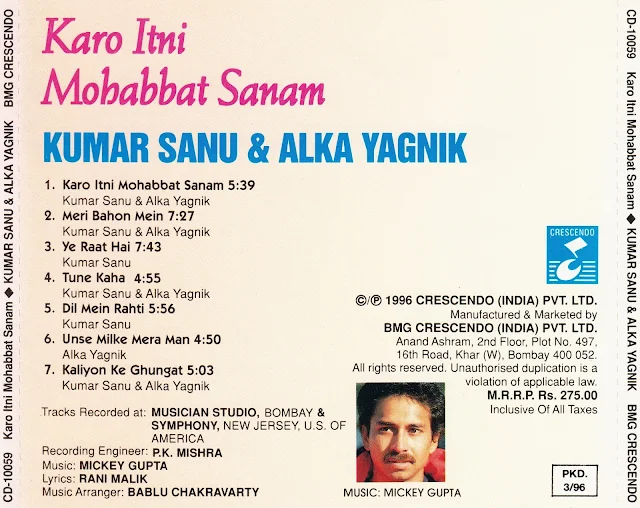 Karo Itni
Mohabbat Sanam
KUMAR SANU & ALKA YAGNIK
1. Karo Itni Mohabbat Sanam 5:39
Kumar Sanu & Alka Yagnik
2. Meri Bahon Mein 7:27
Kumar Sanu & Alka Yagnik
3. Ye Raat Hai 7:43
Kumar Sanu
4. Tune Kaha 4:55
Kumar Sanu & Alka Yagnik
5. Dil Mein Rahti 5:56
Kumar Sanu
6. Unse Milke Mera Man 4:50
Alka Yagnik
7. Kaliyon Ke Ghungat 5:03
Kumar Sanu & Alka Yagnik
Tracks Recorded at: MUSICIAN STUDIO, BOMBAY &
SYMPHONY, NEW JERSEY, U.S. OF
AMERICA
Recording Engineer: P.K. MISHRA
Music: MICKEY GUPTA
Lyrics: RANI MALIK
Music Arranger: BABLU CHAKRAVARTY
CRESCENDO
©/℗ 1996 CRESCENDO (INDIA) PVT. LTD.
Manufactured & Marketed by
BMG CRESCENDO (INDIA) PVT. LTD.
Anand Ashram, 2nd Floor, Plot No. 497,
16th Road, Khar (W), Bombay 400 052.
All rights reserved. Unauthorised duplication is a
violation of applicable law.
M.R.R.P. Rs. 275.00
Inclusive Of All Taxes
MUSIC: MICKEY GUPTA
PKD.
3/96
CD-10059 Karo Itni Mohabbat Sanam ◆ KUMAR SANU & ALKA YAGNIK BMG CRESCENDO
CD-10059 Karo Itni Mohabbat Sanam ◆ KUMAR SANU & ALKA YAGNIK BMG CRESCENDO